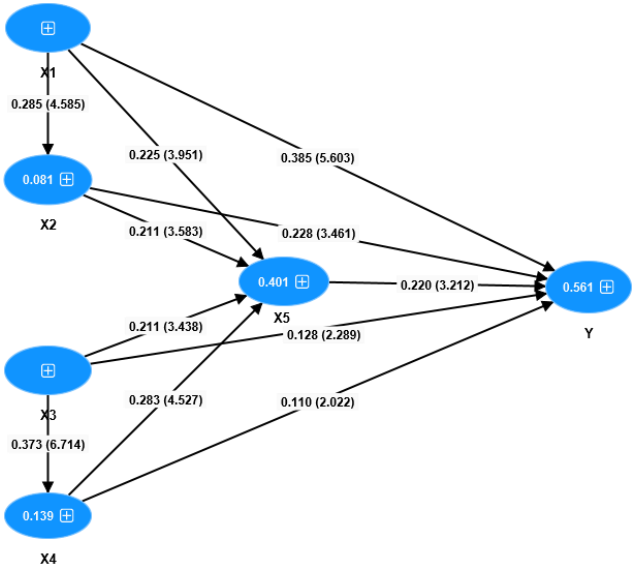 X1
0.285 (4.585)
0.225 (3.951)
0.385 (5.603)
0.081
X2
0.211 (3.583)
0.228 (3.461)
0.401
X5
0.220 (3.212)
0.561
Y
0.211 (3.438)
0.128 (2.289)
X3
0.283 (4.527)
0.110 (2.022)
0.373 (6.714)
0.139
X4